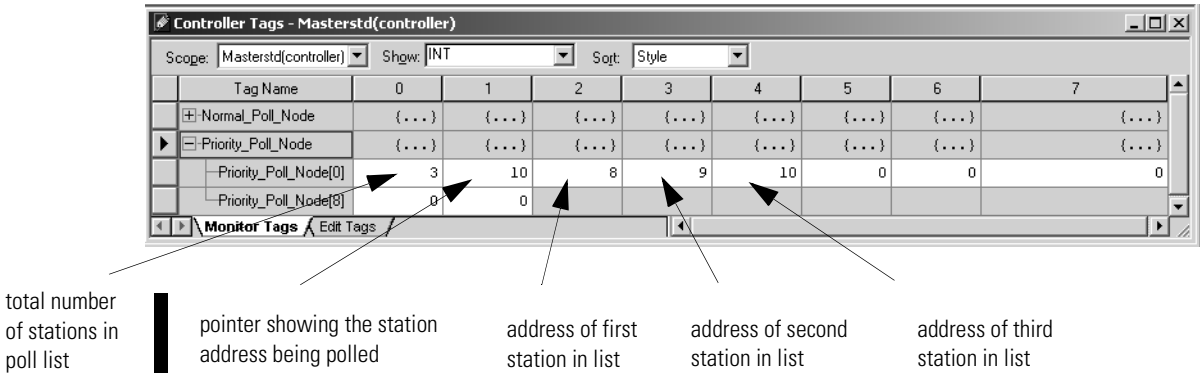 Controller Tags - Masterstd(controller)
Scope: Masterstd(controller) Show: INT Sort: Style
Tag Name 0 1 2 3 4 5 6 7
Normal_Poll_Node {...} {...} {...} {...} {...} {...} {...} {...}
Priority_Poll_Node {...} {...} {...} {...} {...} {...} {...} {...}
Priority_Poll_Node[0] 3 10 8 9 10 0 0 0
Priority_Poll_Node[8] 0 0
Monitor Tags Edit Tags
total number
of stations in
poll list
pointer showing the station
address being polled
address of first
station in list
address of second
station in list
address of third
station in list